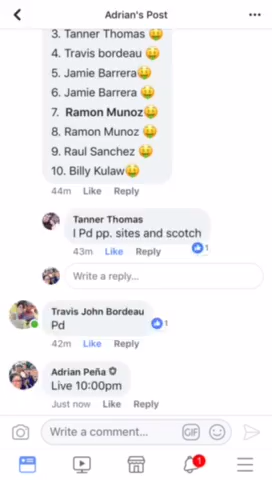 Adrian's Post
3. Tanner Thomas 🤑
4. Travis bordeau 🤑
5. Jamie Barrera🤑
6. Jamie Barrera 🤑
7. Ramon Munoz🤑
8. Ramon Munoz 🤑
9. Raul Sanchez 🤑
10. Billy Kulaw🤑
44m Like Reply
Tanner Thomas
I Pd pp. sites and scotch
43m Like Reply 1
Write a reply...
Travis John Bordeau
Pd 1
42m Like Reply
Adrian Peña
Live 10:00pm
Just now Like Reply
Write a comment... GIF
1